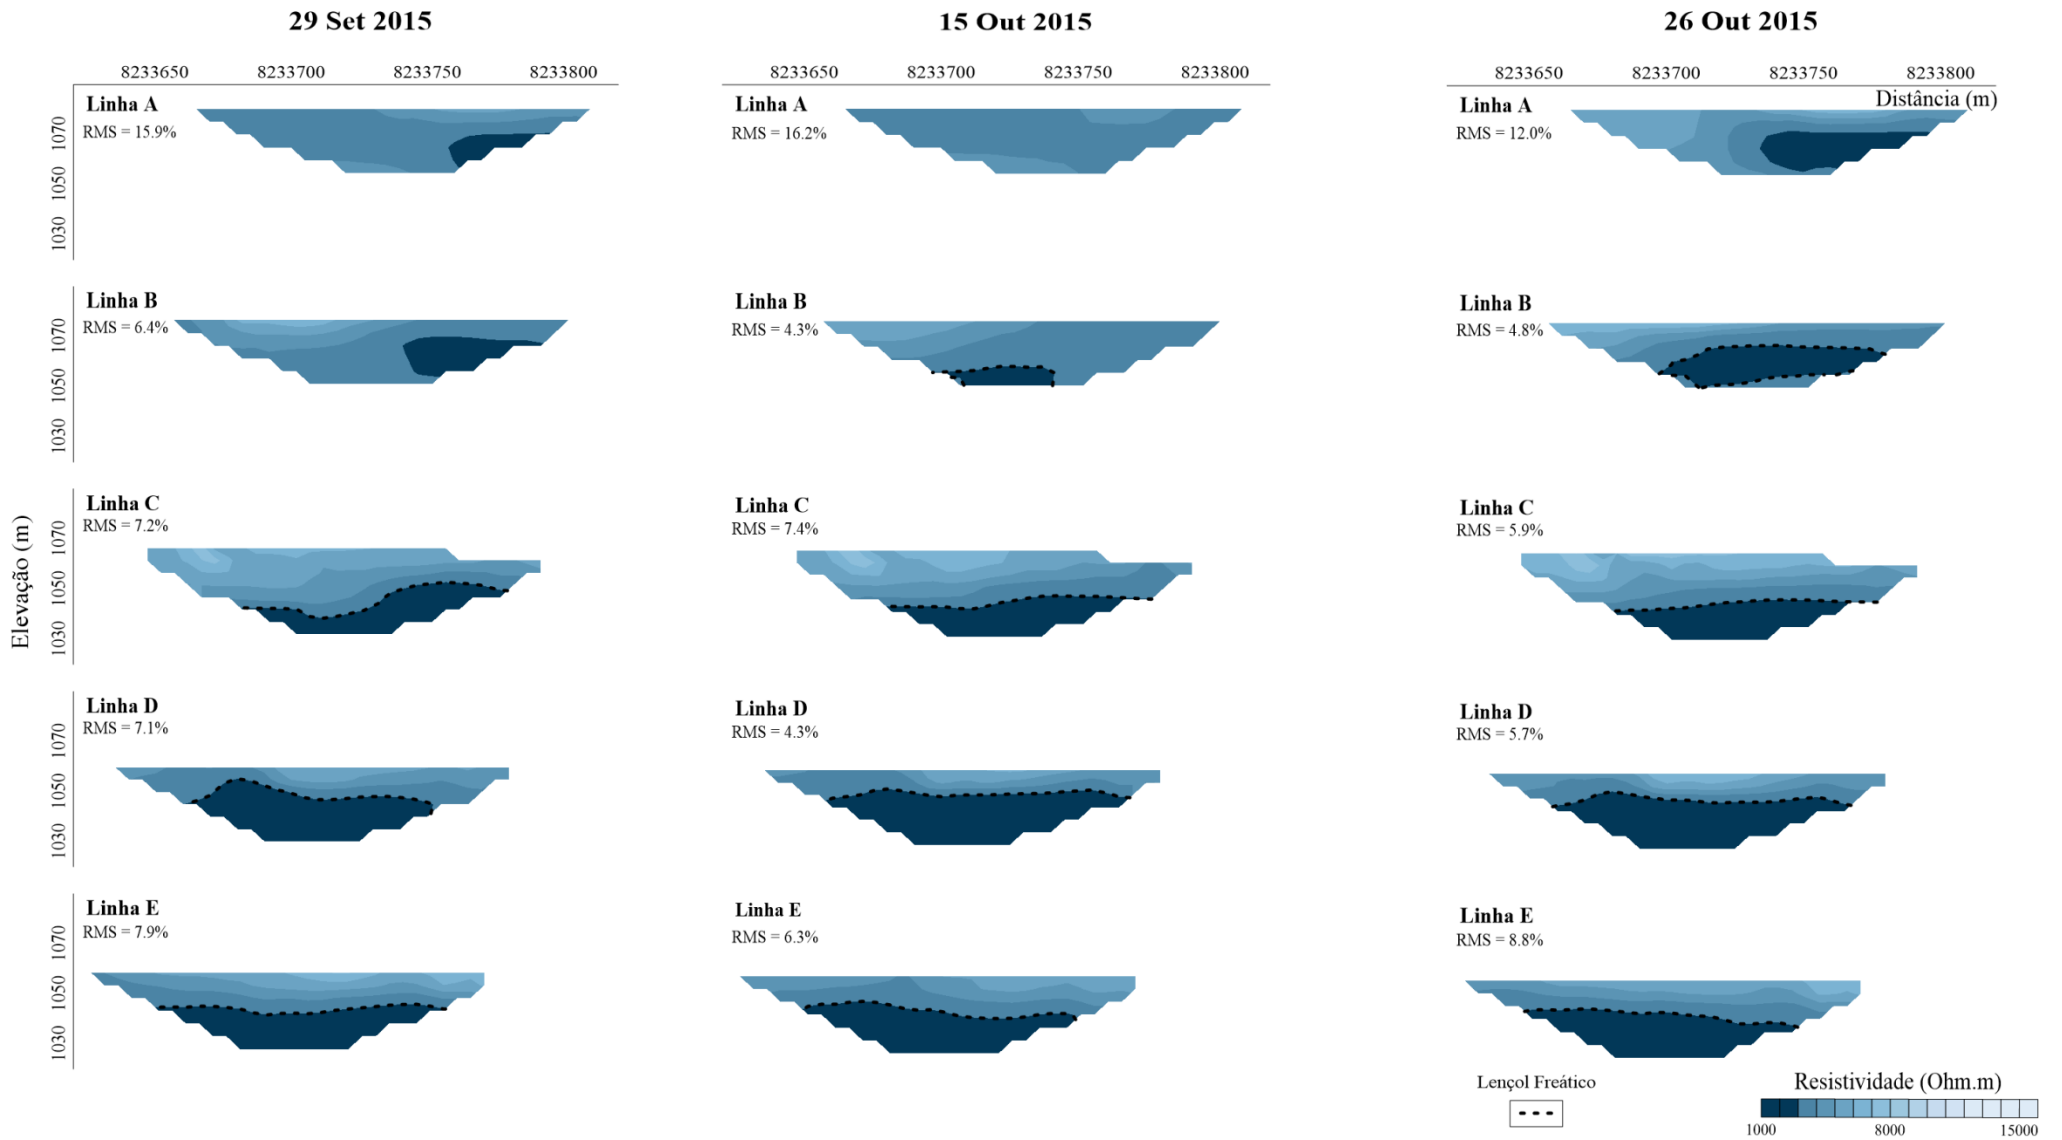 29 Set 2015
15 Out 2015
26 Out 2015
8233650 8233700 8233750 8233800
8233650 8233700 8233750 8233800
8233650 8233700 8233750 8233800
Distância (m)
Linha A
RMS = 15.9%
Linha A
RMS = 16.2%
Linha A
RMS = 12.0%
1070
1050
1030
Linha B
RMS = 6.4%
Linha B
RMS = 4.3%
Linha B
RMS = 4.8%
1070
1050
1030
Linha C
RMS = 7.2%
Linha C
RMS = 7.4%
Linha C
RMS = 5.9%
1070
1050
1030
Elevação (m)
Linha D
RMS = 7.1%
Linha D
RMS = 4.3%
Linha D
RMS = 5.7%
1070
1050
1030
Linha E
RMS = 7.9%
Linha E
RMS = 6.3%
Linha E
RMS = 8.8%
1070
1050
1030
Lençol Freático
Resistividade (Ohm.m)
1000 8000 15000